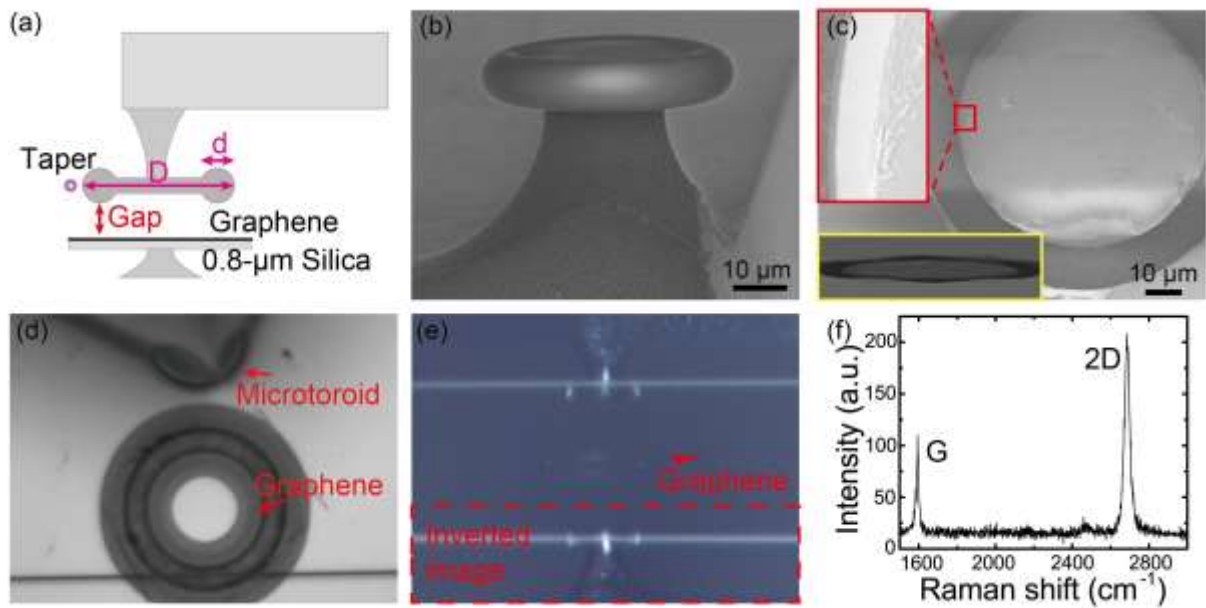 (a)
Taper
d
D
Gap
Graphene
0.8-μm Silica
(b)
10 μm
(c)
10 μm
(d)
Microtoroid
Graphene
(e)
Graphene
Inverted
image
(f)
200
150
100
50
0
Intensity (a.u.)
G
2D
1600 2000 2400 2800
Raman shift (cm⁻¹)